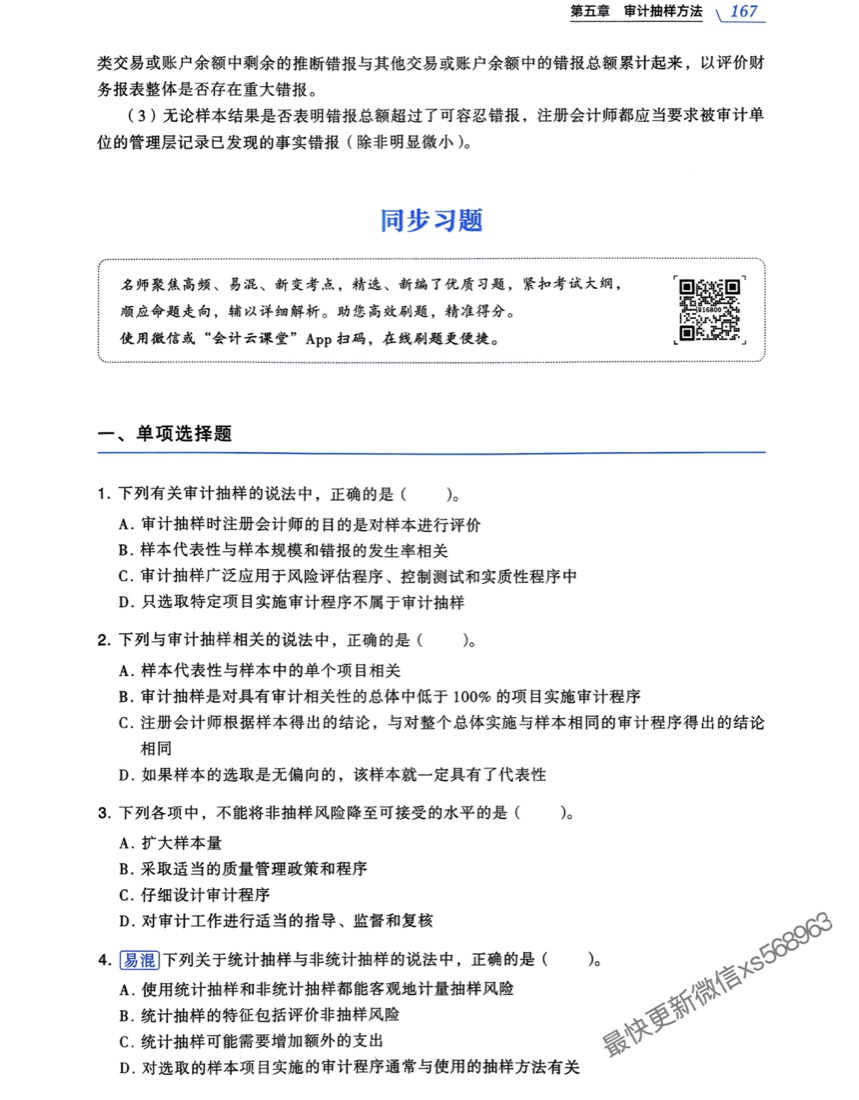 第五章 审计抽样方法 167
类交易或账户余额中剩余的推断错报与其他交易或账户余额中的错报总额累计起来，以评价财
务报表整体是否存在重大错报。
（3）无论样本结果是否表明错报总额超过了可容忍错报，注册会计师都应当要求被审计单
位的管理层记录已发现的事实错报（除非明显微小）。
同步习题
名师聚焦高频、易混、新变考点，精选、新编了优质习题，紧扣考试大纲，
顺应命题走向，辅以详细解析。助您高效刷题，精准得分。
使用微信或“会计云课堂”App 扫码，在线刷题更便捷。
816800
一、单项选择题
1. 下列有关审计抽样的说法中，正确的是（  ）。
A. 审计抽样时注册会计师的目的是对样本进行评价
B. 样本代表性与样本规模和错报的发生率相关
C. 审计抽样广泛应用于风险评估程序、控制测试和实质性程序中
D. 只选取特定项目实施审计程序不属于审计抽样
2. 下列与审计抽样相关的说法中，正确的是（  ）。
A. 样本代表性与样本中的单个项目相关
B. 审计抽样是对具有审计相关性的总体中低于 100% 的项目实施审计程序
C. 注册会计师根据样本得出的结论，与对整个总体实施与样本相同的审计程序得出的结论
相同
D. 如果样本的选取是无偏向的，该样本就一定具有了代表性
3. 下列各项中，不能将非抽样风险降至可接受的水平的是（  ）。
A. 扩大样本量
B. 采取适当的质量管理政策和程序
C. 仔细设计审计程序
D. 对审计工作进行适当的指导、监督和复核
4. 易混 下列关于统计抽样与非统计抽样的说法中，正确的是（  ）。
A. 使用统计抽样和非统计抽样都能客观地计量抽样风险
B. 统计抽样的特征包括评价非抽样风险
C. 统计抽样可能需要增加额外的支出
D. 对选取的样本项目实施的审计程序通常与使用的抽样方法有关
最快更新微信xs568963